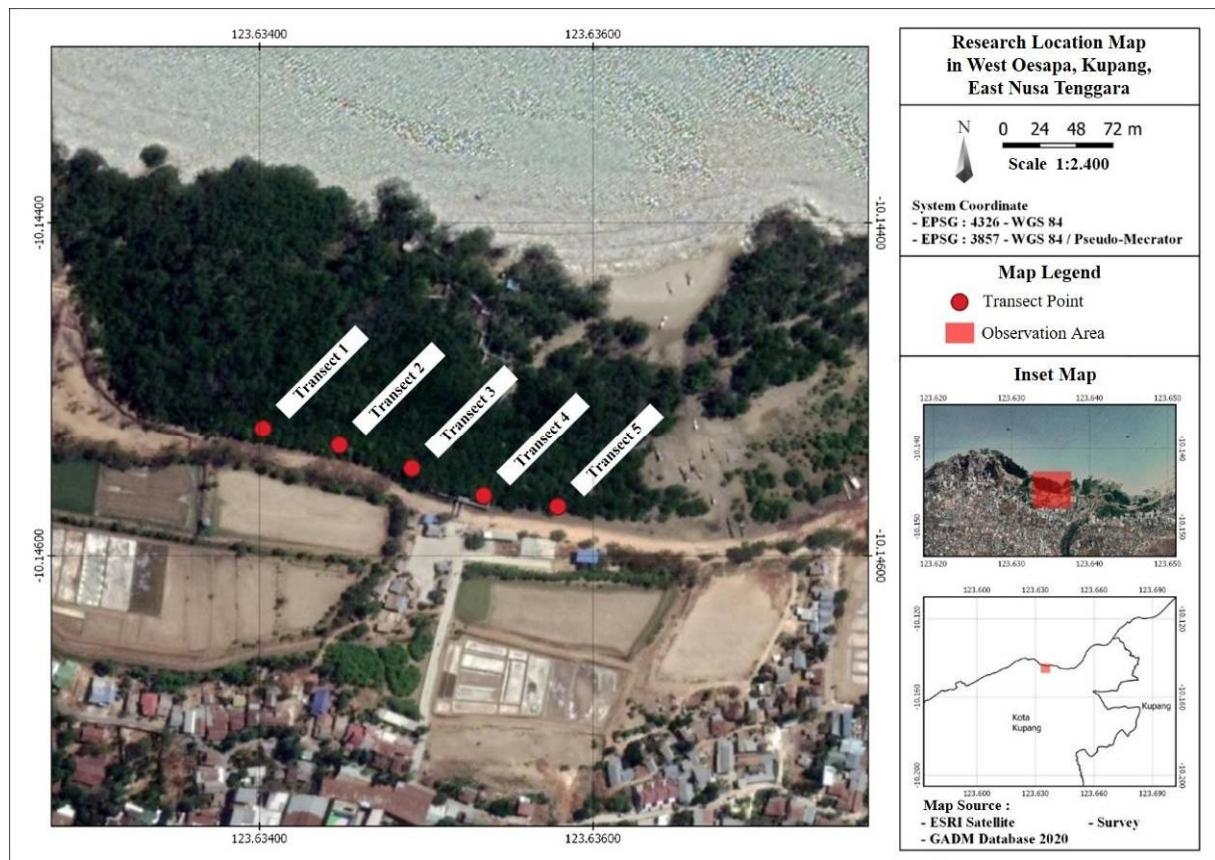 123.63400 123.63600
-10.14400 -10.14400
-10.14600 -10.14600
123.63400 123.63600
Transect 1
Transect 2
Transect 3
Transect 4
Transect 5
Research Location Map
in West Oesapa, Kupang,
East Nusa Tenggara
N
0 24 48 72 m
Scale 1:2.400
System Coordinate
- EPSG : 4326 - WGS 84
- EPSG : 3857 - WGS 84 / Pseudo-Mecrator
Map Legend
Transect Point
Observation Area
Inset Map
123.620 123.630 123.640 123.650
-10.140 -10.140
-10.150 -10.150
123.620 123.630 123.640 123.650
123.600 123.630 123.660 123.690
-10.120 -10.120
-10.160 -10.160
-10.200 -10.200
Kota
Kupang
Kupang
123.600 123.630 123.660 123.690
Map Source :
- ESRI Satellite - Survey
- GADM Database 2020